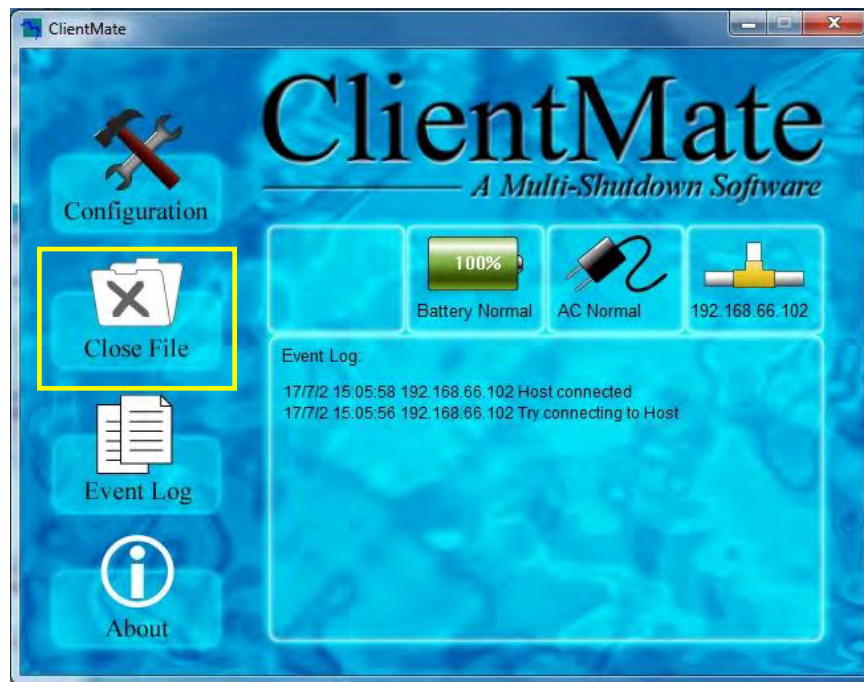 ClientMate
ClientMate
A Multi-Shutdown Software
Configuration
Close File
Event Log
About
100%
Battery Normal
AC Normal
192.168.66.102
Event Log:
17/7/2 15:05:58 192.168.66.102 Host connected
17/7/2 15:05:56 192.168.66.102 Try connecting to Host